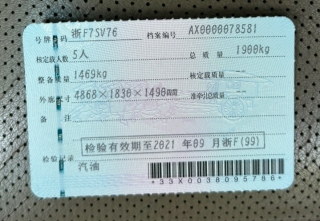 号牌号码 浙F7SV76 档案编号 AX0000078581
核定载人数 5人 总质量 1900kg
整备质量 1469kg 核定载质量 --
外廓尺寸 4868×1830×1490mm 准牵引总质量 --
备注
检验有效期至2021 年09 月浙F(99)
检验记录
汽油
*33X0038095786*